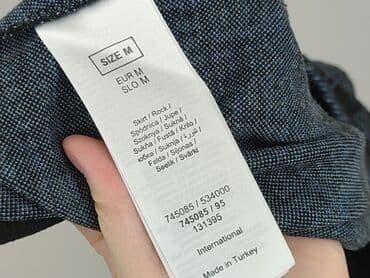 SIZE M
EUR M
SLO M
Skirt / Rock /
Spódnica / Jupe /
Szoknya / Sukně /
Sukňa / Fustă / Krilo /
юбка / Suknja / تنورة /
Falda / Sijonas /
Seelik / Svārki
745085 / 534000
745085 / 95
131395
International
Made in Turkey